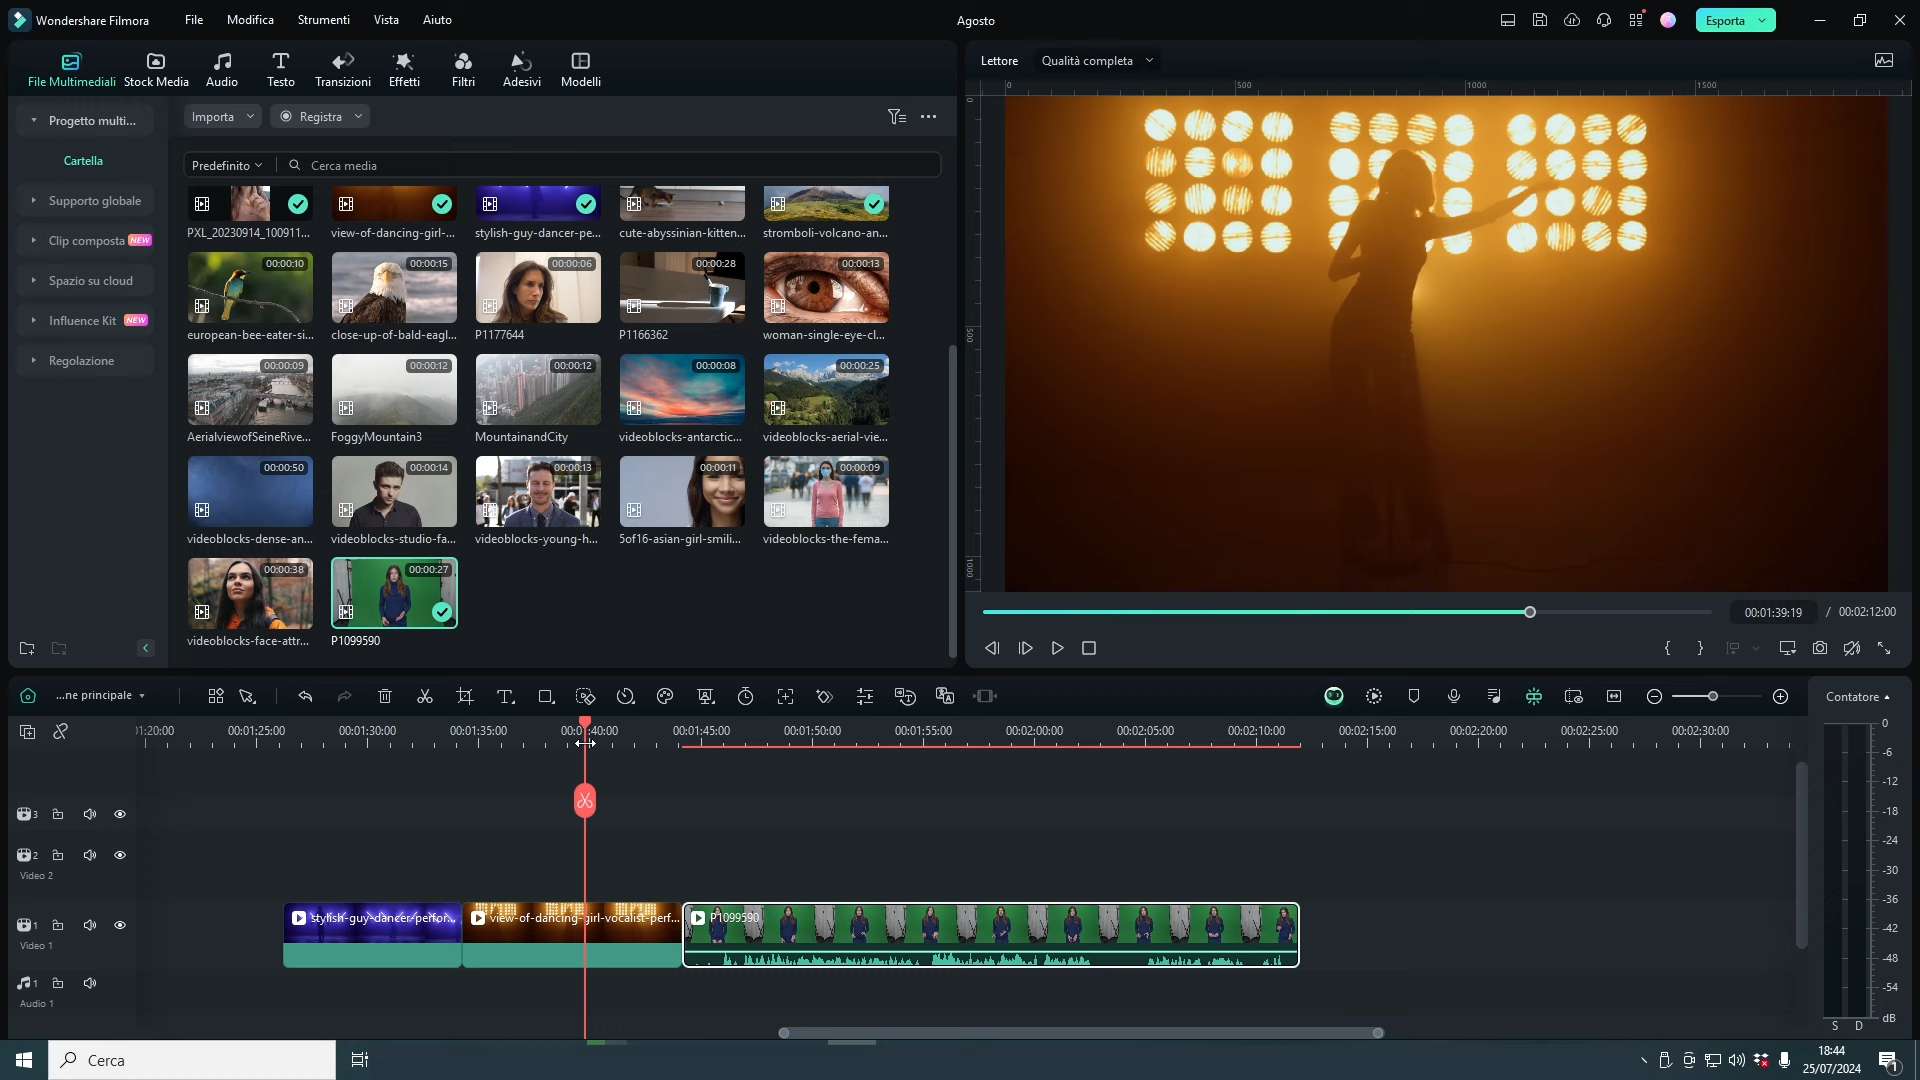 Wondershare Filmora
File
Modifica
Strumenti
Vista
Aiuto
Agosto
Esporta
File Multimediali
Stock Media
Audio
Testo
Transizioni
Effetti
Filtri
Adesivi
Modelli
Lettore
Qualità completa
Progetto multi...
Cartella
Supporto globale
Clip composta NEW
Spazio su cloud
Influence Kit NEW
Regolazione
Importa
Registra
Predefinito
Cerca media
PXL_20230914_100911...
view-of-dancing-girl-...
stylish-guy-dancer-pe...
cute-abyssinian-kitten...
stromboli-volcano-an...
00:00:10
00:00:15
00:00:06
00:00:28
00:00:13
european-bee-eater-si...
close-up-of-bald-eagl...
P1177644
P1166362
woman-single-eye-cl...
00:00:09
00:00:12
00:00:12
00:00:08
00:00:25
AerialviewofSeineRive...
FoggyMountain3
MountainandCity
videoblocks-antarctic...
videoblocks-aerial-vie...
00:00:50
00:00:14
00:00:13
00:00:11
00:00:09
videoblocks-dense-an...
videoblocks-studio-fa...
videoblocks-young-h...
5of16-asian-girl-smili...
videoblocks-the-fema...
00:00:38
00:00:27
videoblocks-face-attr...
P1099590
0
500
1000
1500
0
500
1000
00:01:39:19 / 00:02:12:00
...ne principale
Contatore
00:01:25:00
00:01:30:00
00:01:35:00
00:01:40:00
00:01:45:00
00:01:50:00
00:01:55:00
00:02:00:00
00:02:05:00
00:02:10:00
00:02:15:00
00:02:20:00
00:02:25:00
00:02:30:00
3
2
Video 2
1
Video 1
1
Audio 1
stylish-guy-dancer-perfor...
view-of-dancing-girl-vocalist-perf...
P1099590
0
-6
-12
-18
-24
-30
-36
-42
-48
-54
dB
S D
Cerca
18:44
25/07/2024
1